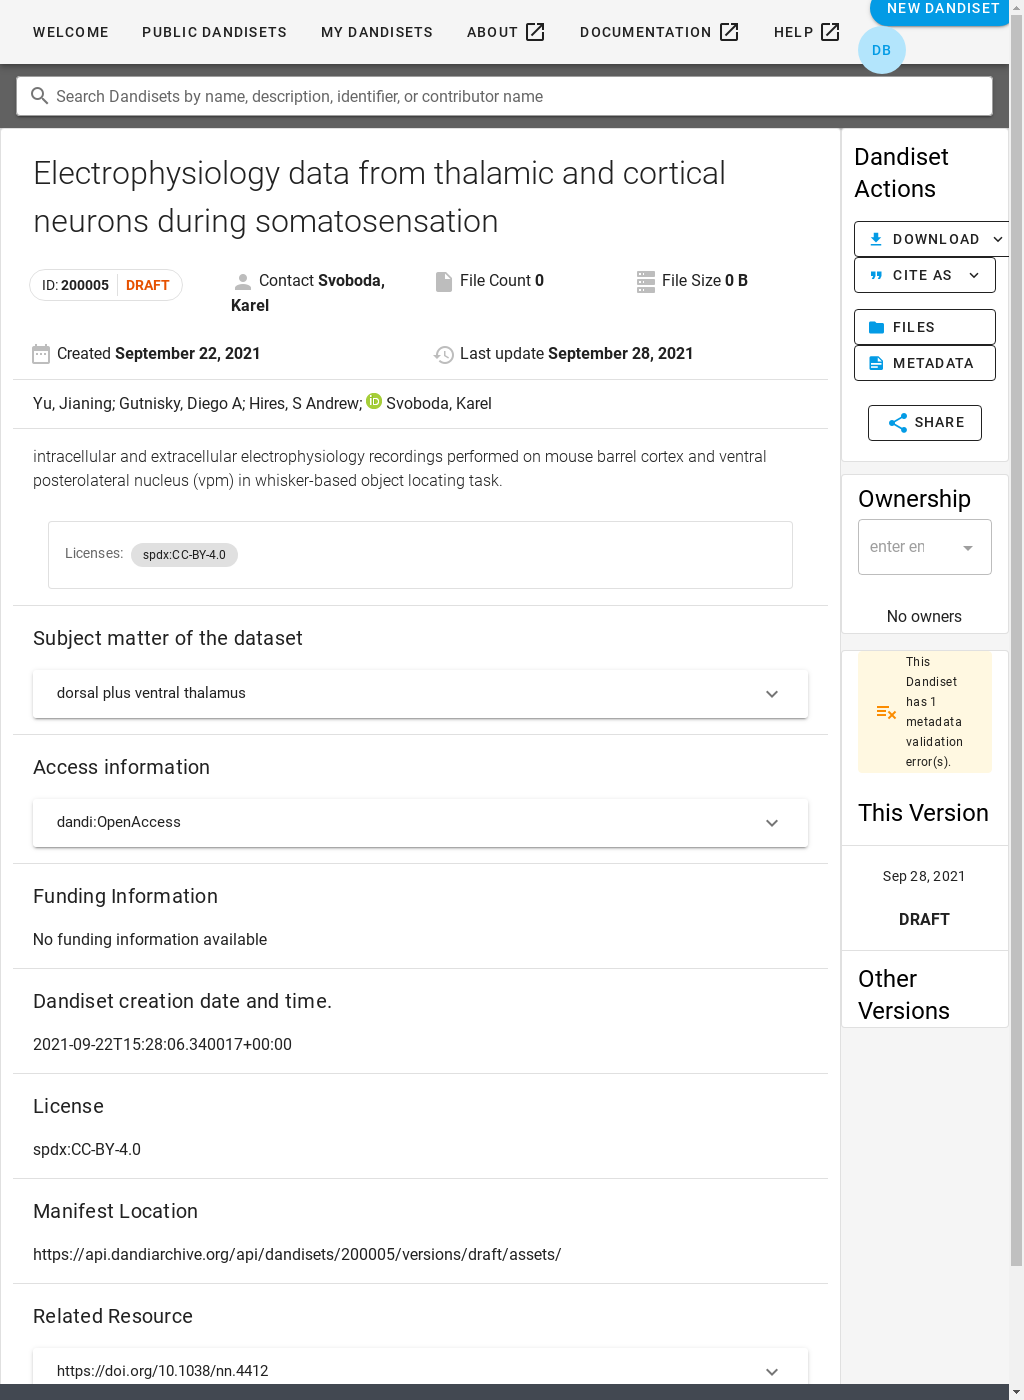 WELCOME PUBLIC DANDISETS MY DANDISETS ABOUT DOCUMENTATION HELP NEW DANDISET
DB
Search Dandisets by name, description, identifier, or contributor name
Electrophysiology data from thalamic and cortical
neurons during somatosensation
ID: 200005 DRAFT
Contact Svoboda,
Karel
File Count 0
File Size 0 B
Created September 22, 2021
Last update September 28, 2021
Yu, Jianing; Gutnisky, Diego A; Hires, S Andrew; iD Svoboda, Karel
intracellular and extracellular electrophysiology recordings performed on mouse barrel cortex and ventral
posterolateral nucleus (vpm) in whisker-based object locating task.
Licenses: spdx:CC-BY-4.0
Subject matter of the dataset
dorsal plus ventral thalamus
Access information
dandi:OpenAccess
Funding Information
No funding information available
Dandiset creation date and time.
2021-09-22T15:28:06.340017+00:00
License
spdx:CC-BY-4.0
Manifest Location
https://api.dandiarchive.org/api/dandisets/200005/versions/draft/assets/
Related Resource
https://doi.org/10.1038/nn.4412
Dandiset
Actions
DOWNLOAD
CITE AS
FILES
METADATA
SHARE
Ownership
enter en
No owners
This
Dandiset
has 1
metadata
validation
error(s).
This Version
Sep 28, 2021
DRAFT
Other
Versions